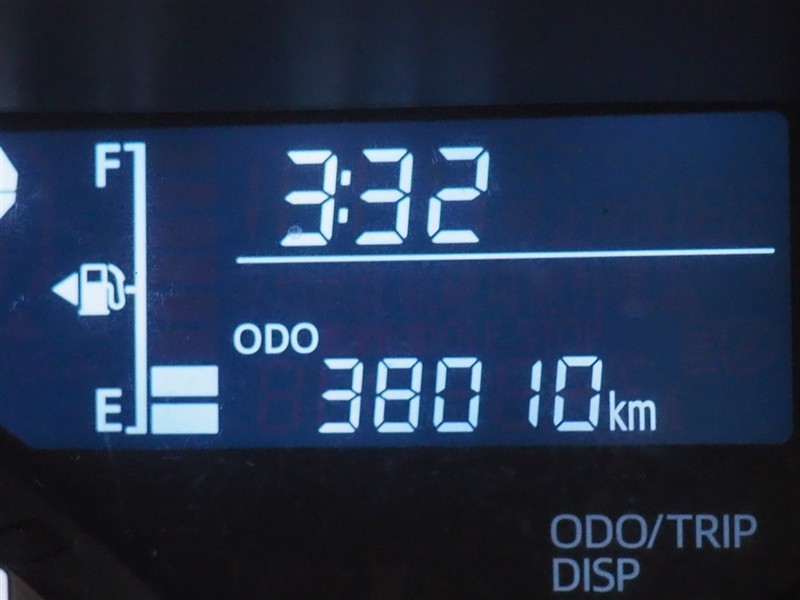 F
3:32
ODO
E
38010km
ODO/TRIP
DISP